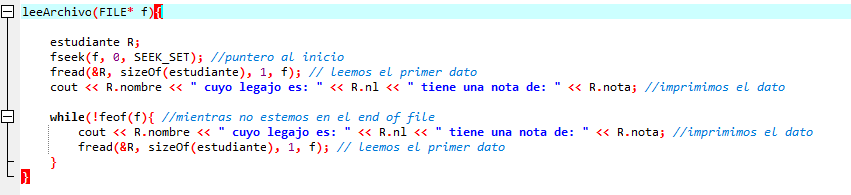 leeArchivo(FILE* f){
estudiante R;
fseek(f, 0, SEEK_SET); //puntero al inicio
fread(&R, sizeOf(estudiante), 1, f); // leemos el primer dato
cout << R.nombre << " cuyo legajo es: " << R.nl << " tiene una nota de: " << R.nota; //imprimimos el dato
while(!feof(f){ //mientras no estemos en el end of file
cout << R.nombre << " cuyo legajo es: " << R.nl << " tiene una nota de: " << R.nota; //imprimimos el dato
fread(&R, sizeOf(estudiante), 1, f); // leemos el primer dato
}
}